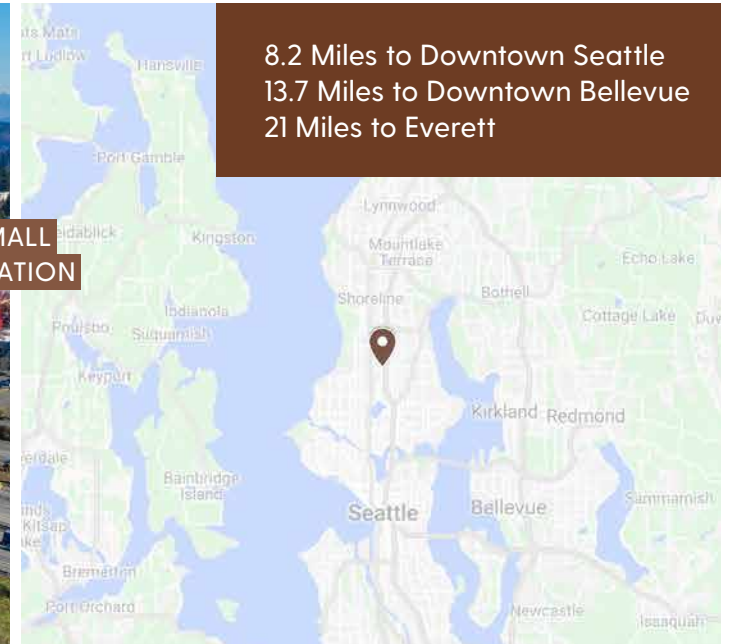 8.2 Miles to Downtown Seattle
13.7 Miles to Downtown Bellevue
21 Miles to Everett
Hansville
Port Gamble
Lynnwood
Kingston
Mountlake
Terrace
Echo Lake
Shoreline
Bothell
Indianola
Cottage Lake
Poulsbo
Suquamish
Keyport
Kirkland
Redmond
Bainbridge
Island
Seattle
Bellevue
Sammamish
Kitsap
Bremerton
Port Orchard
Newcastle
Issaquah